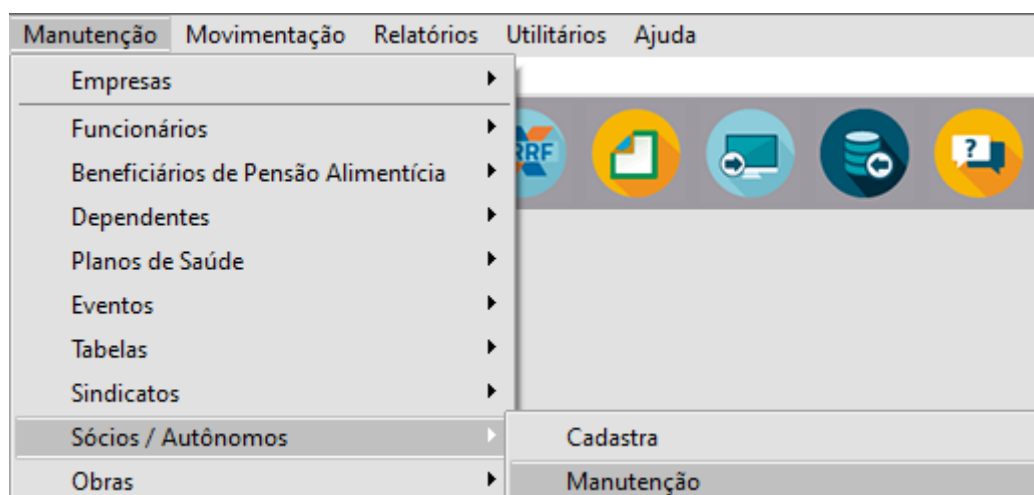 Manutenção Movimentação Relatórios Utilitários Ajuda
Empresas
Funcionários
Beneficiários de Pensão Alimentícia
Dependentes
Planos de Saúde
Eventos
Tabelas
Sindicatos
Sócios / Autônomos
Obras
RRF
?
Cadastra
Manutenção